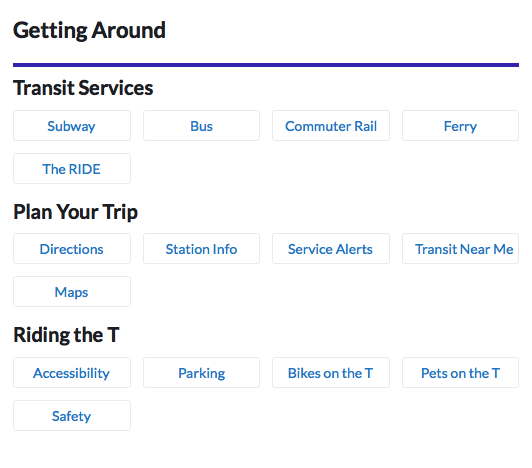 Getting Around
Transit Services
Subway Bus Commuter Rail Ferry
The RIDE
Plan Your Trip
Directions Station Info Service Alerts Transit Near Me
Maps
Riding the T
Accessibility Parking Bikes on the T Pets on the T
Safety